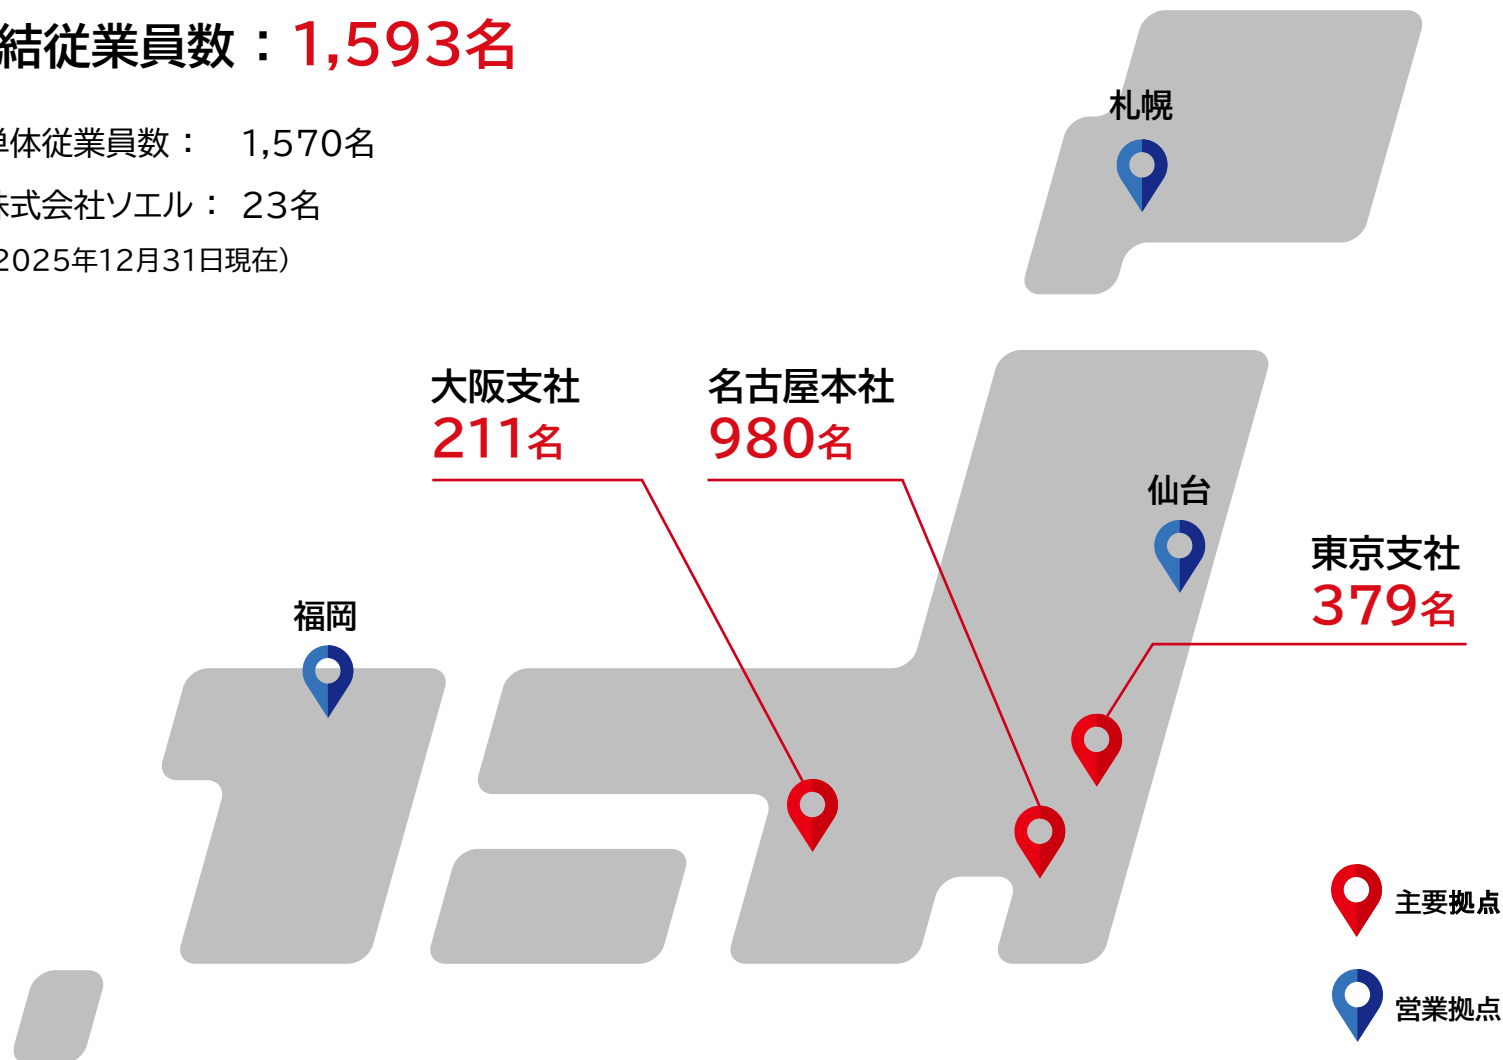 結従業員数：1,593名
単体従業員数： 1,570名
株式会社ソエル： 23名
2025年12月31日現在）
札幌
大阪支社
211名
名古屋本社
980名
仙台
東京支社
379名
福岡
主要拠点
営業拠点